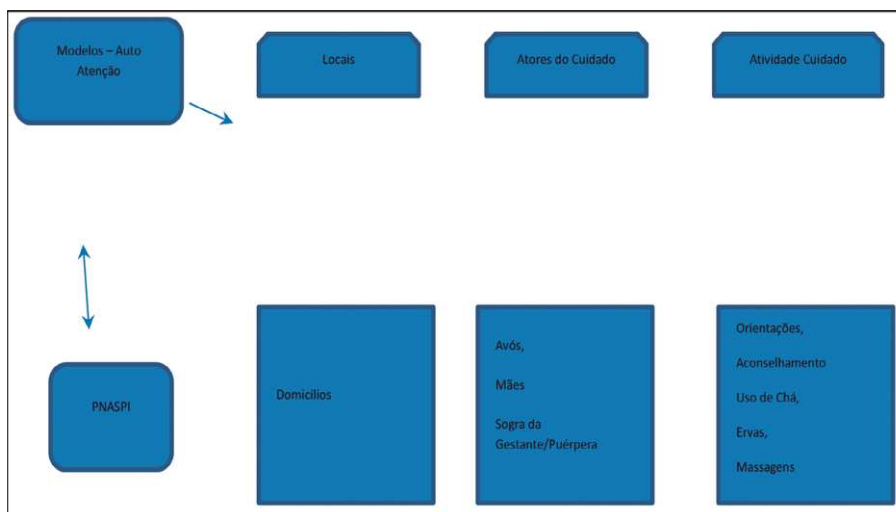 Modelos – Auto
Atenção
Locais
Atores do Cuidado
Atividade Cuidado
PNASPI
Domicílios
Avós,
Mães
Sogra da
Gestante/Puérpera
Orientações,
Aconselhamento
Uso de Chá,
Ervas,
Massagens